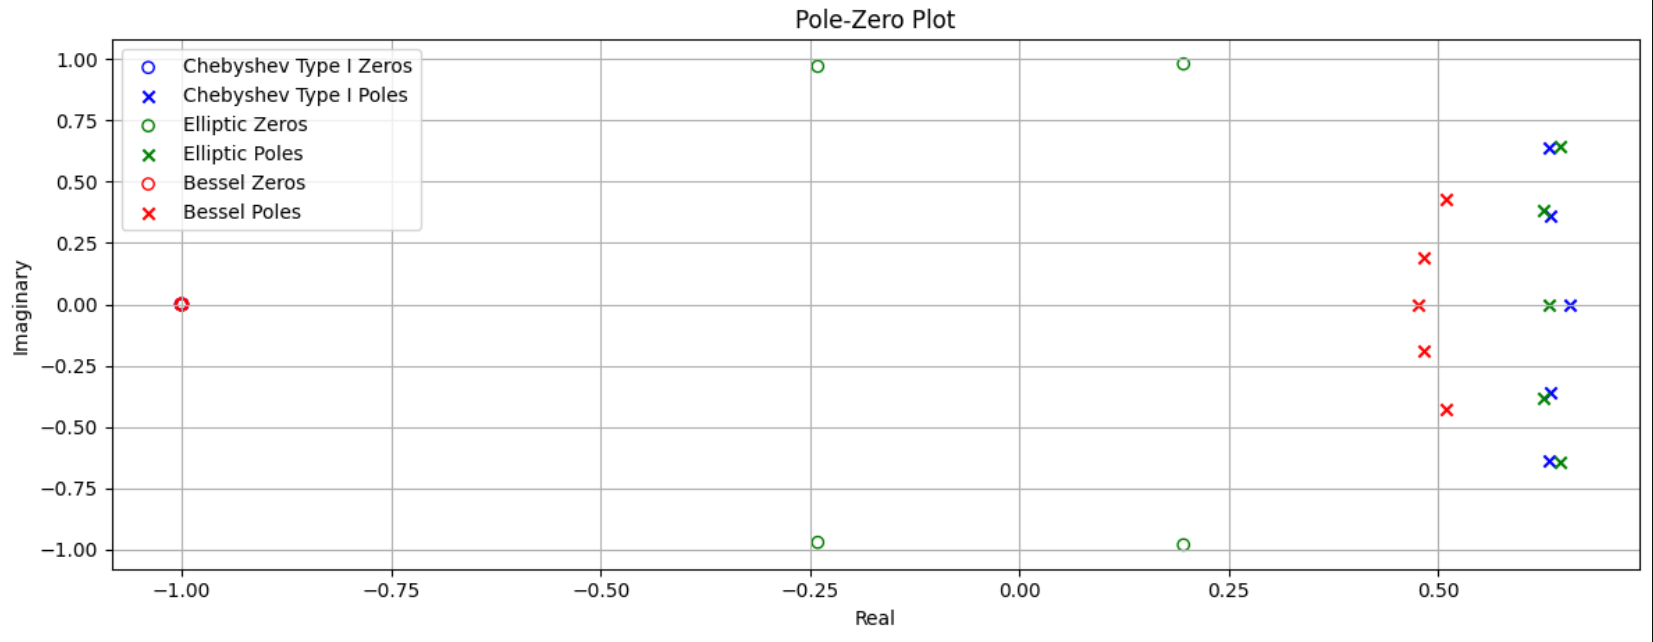 Pole-Zero Plot
Chebyshev Type I Zeros
Chebyshev Type I Poles
Elliptic Zeros
Elliptic Poles
Bessel Zeros
Bessel Poles
1.00
0.75
0.50
0.25
0.00
−0.25
−0.50
−0.75
−1.00
Imaginary
−1.00 −0.75 −0.50 −0.25 0.00 0.25 0.50
Real